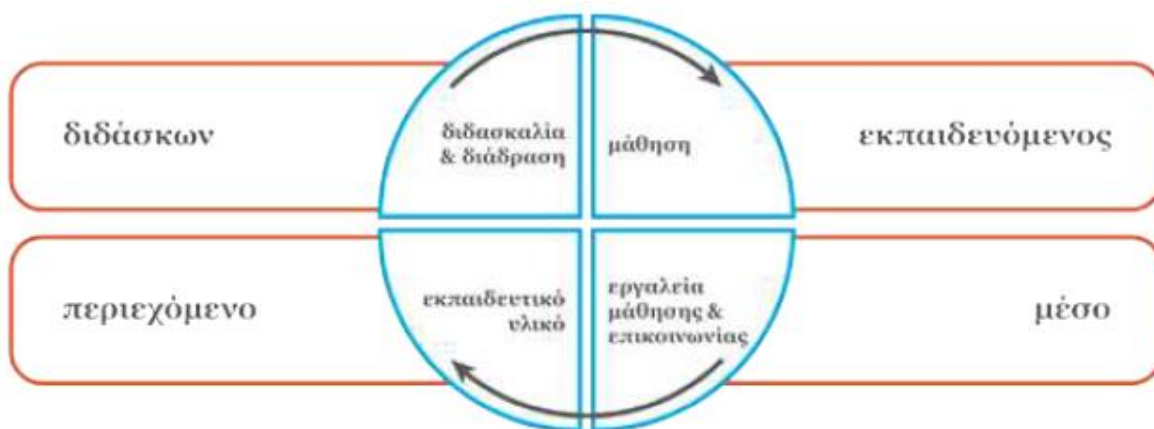 διδάσκων
διδασκαλία
& διάδραση
μάθηση
εκπαιδευόμενος
περιεχόμενο
εκπαιδευτικό
υλικό
εργαλεία
μάθησης &
επικοινωνίας
μέσο